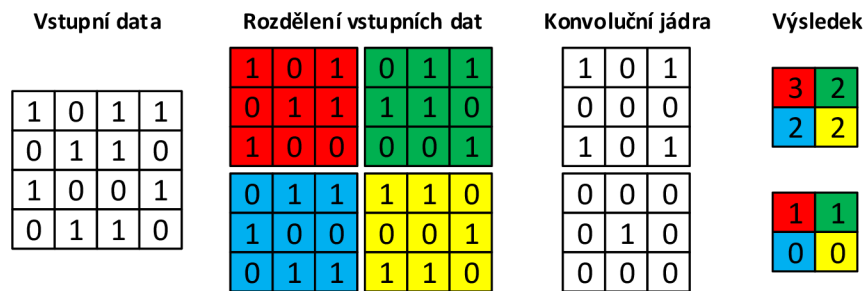 Vstupní data
Rozdělení vstupních dat
Konvoluční jádra
Výsledek
1 0 1 1
0 1 1 0
1 0 0 1
0 1 1 0
1 0 1
0 1 1
1 0 0
0 1 1
1 1 0
0 0 1
0 1 1
1 0 0
0 1 1
1 1 0
0 0 1
1 1 0
1 0 1
0 0 0
1 0 1
0 0 0
0 1 0
0 0 0
3 2
2 2
1 1
0 0